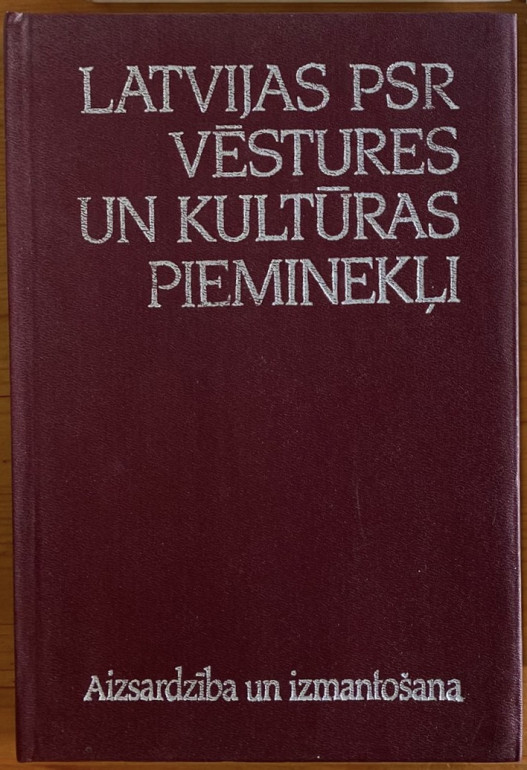 LATVIJAS PSR
VĒSTURES
UN KULTŪRAS
PIEMINEKĻI
Aizsardzība un izmantošana